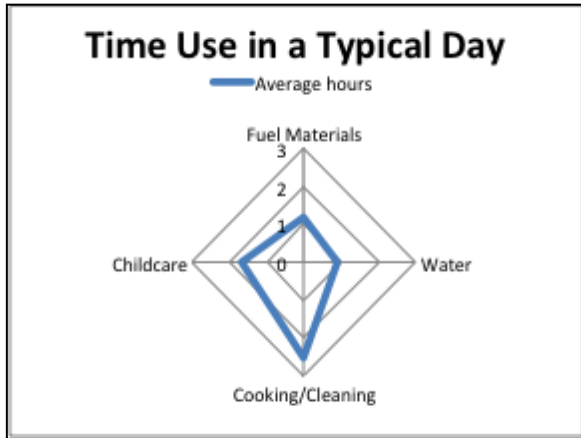 Time Use in a Typical Day
Average hours
Fuel Materials
3
2
1
0
Childcare
Water
Cooking/Cleaning